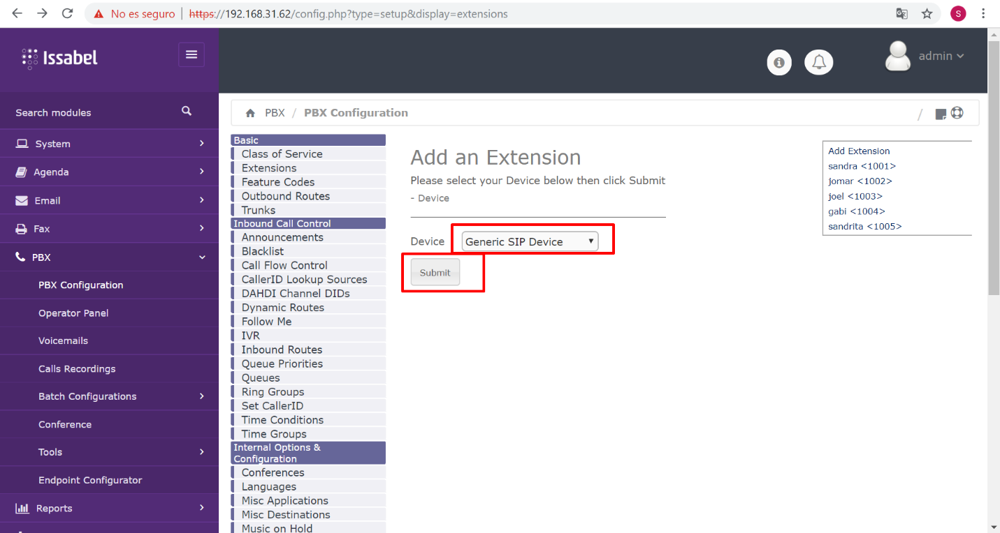 No es seguro | https://192.168.31.62/config.php?type=setup&display=extensions
S
Issabel
admin
Search modules
System
Agenda
Email
Fax
PBX
PBX Configuration
Operator Panel
Voicemails
Calls Recordings
Batch Configurations
Conference
Tools
Endpoint Configurator
Reports
PBX / PBX Configuration /
Basic
Class of Service
Extensions
Feature Codes
Outbound Routes
Trunks
Inbound Call Control
Announcements
Blacklist
Call Flow Control
CallerID Lookup Sources
DAHDI Channel DIDs
Dynamic Routes
Follow Me
IVR
Inbound Routes
Queue Priorities
Queues
Ring Groups
Set CallerID
Time Conditions
Time Groups
Internal Options &
Configuration
Conferences
Languages
Misc Applications
Misc Destinations
Music on Hold
Add an Extension
Please select your Device below then click Submit
- Device
Device Generic SIP Device
Submit
Add Extension
sandra <1001>
jomar <1002>
joel <1003>
gabi <1004>
sandrita <1005>